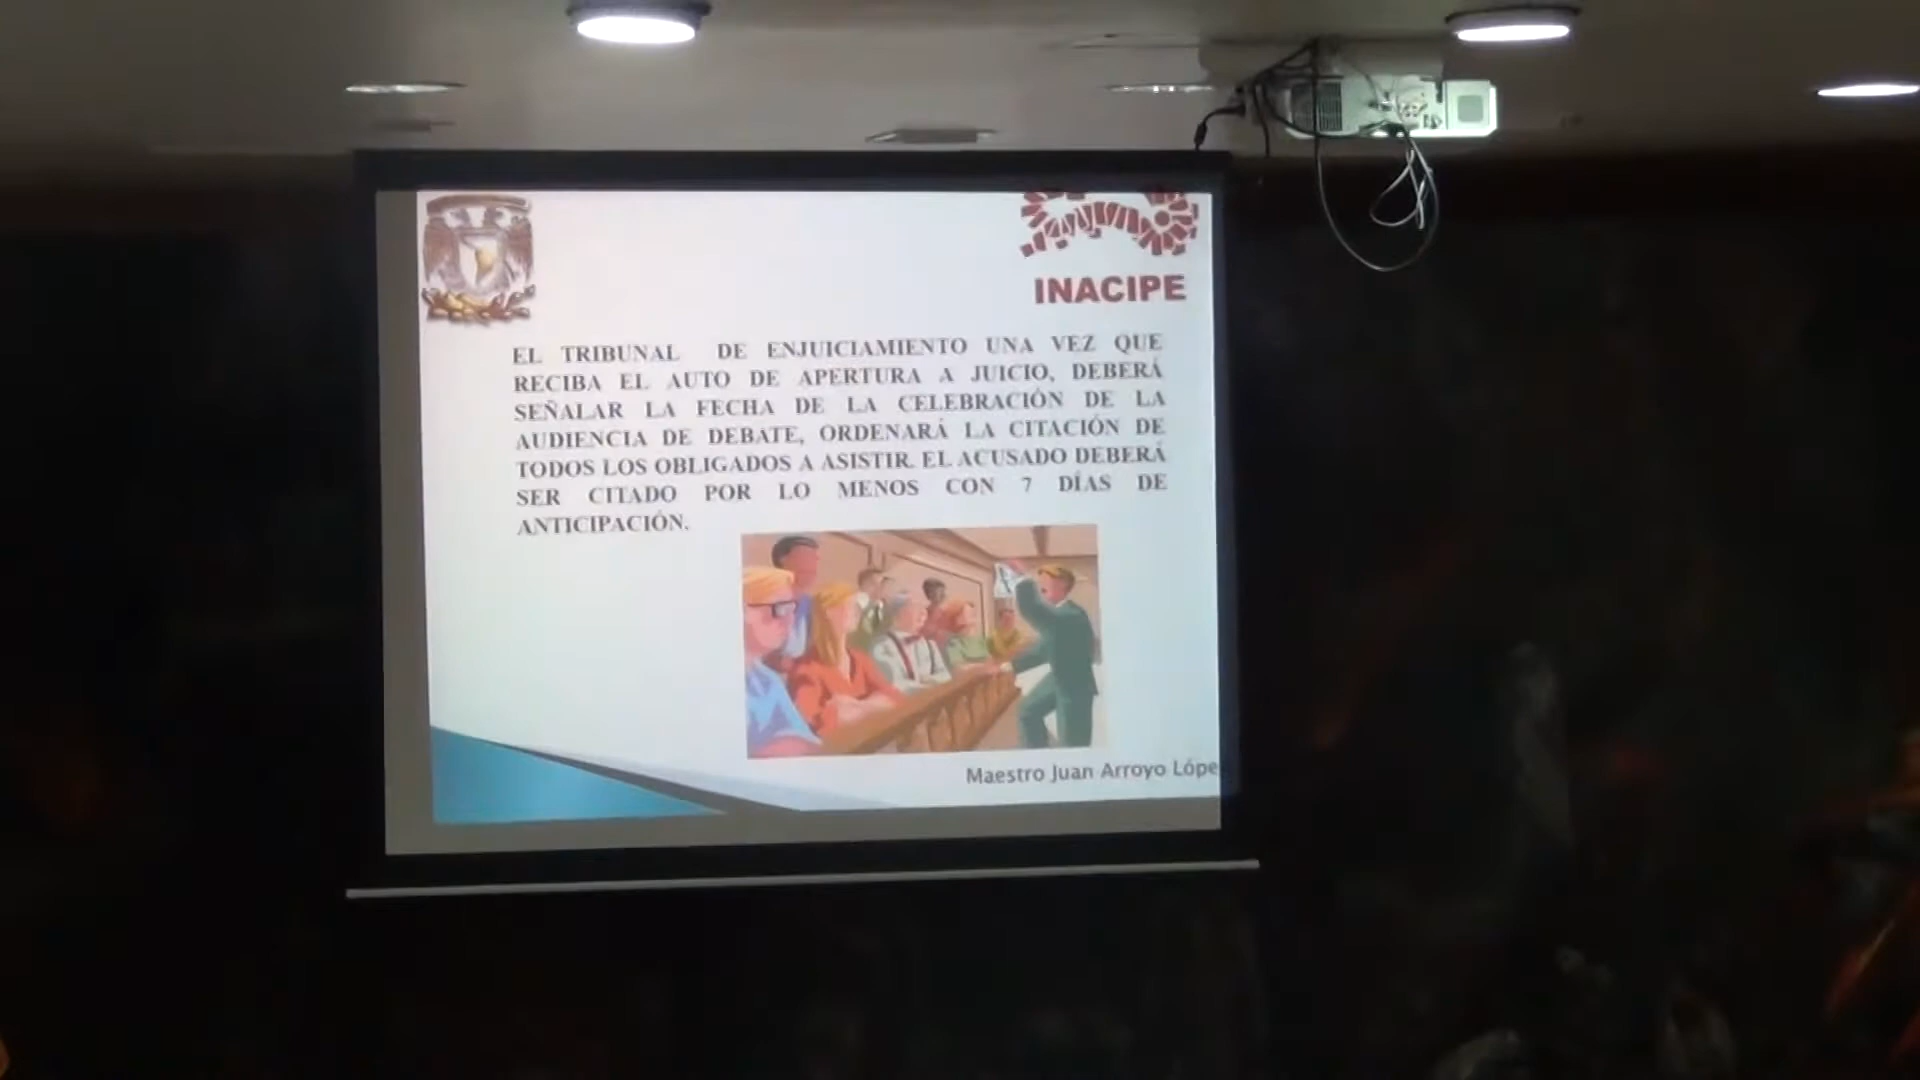 INACIPE
EL TRIBUNAL DE ENJUICIAMIENTO UNA VEZ QUE
RECIBA EL AUTO DE APERTURA A JUICIO, DEBERÁ
SEÑALAR LA FECHA DE LA CELEBRACIÓN DE LA
AUDIENCIA DE DEBATE, ORDENARÁ LA CITACIÓN DE
TODOS LOS OBLIGADOS A ASISTIR. EL ACUSADO DEBERÁ
SER CITADO POR LO MENOS CON 7 DÍAS DE
ANTICIPACIÓN.
Maestro Juan Arroyo Lópe